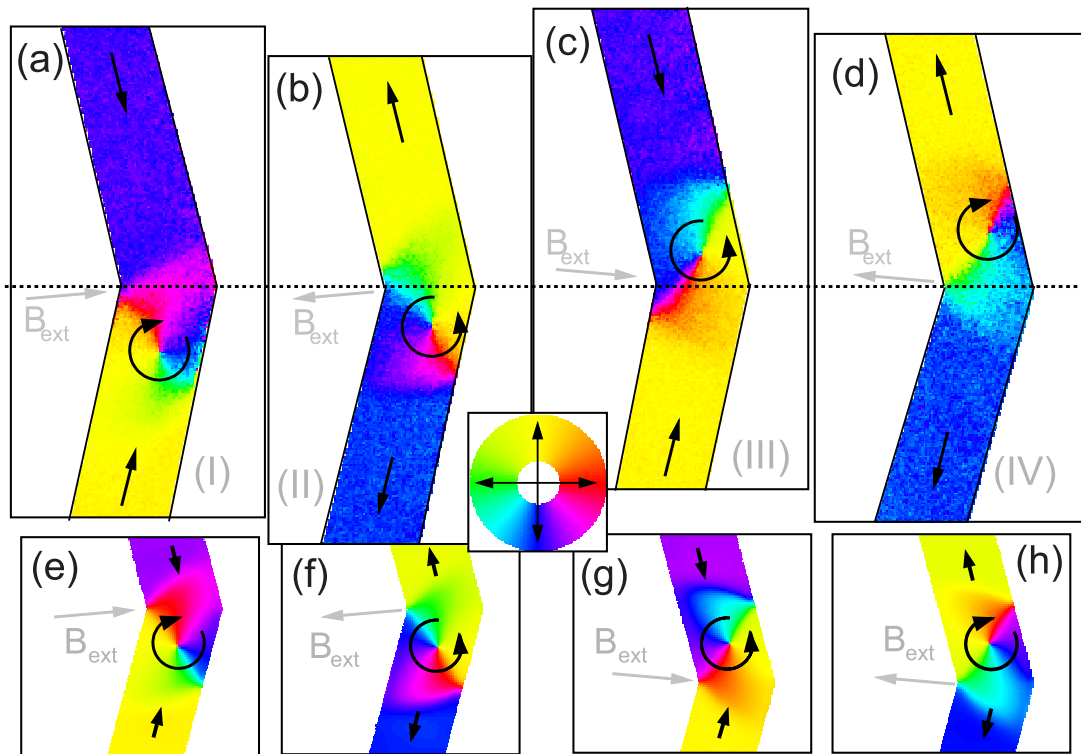 (a)
B_ext
(I)
(b)
B_ext
(II)
(c)
B_ext
(III)
(d)
B_ext
(IV)
(e)
B_ext
(f)
B_ext
(g)
B_ext
(h)
B_ext